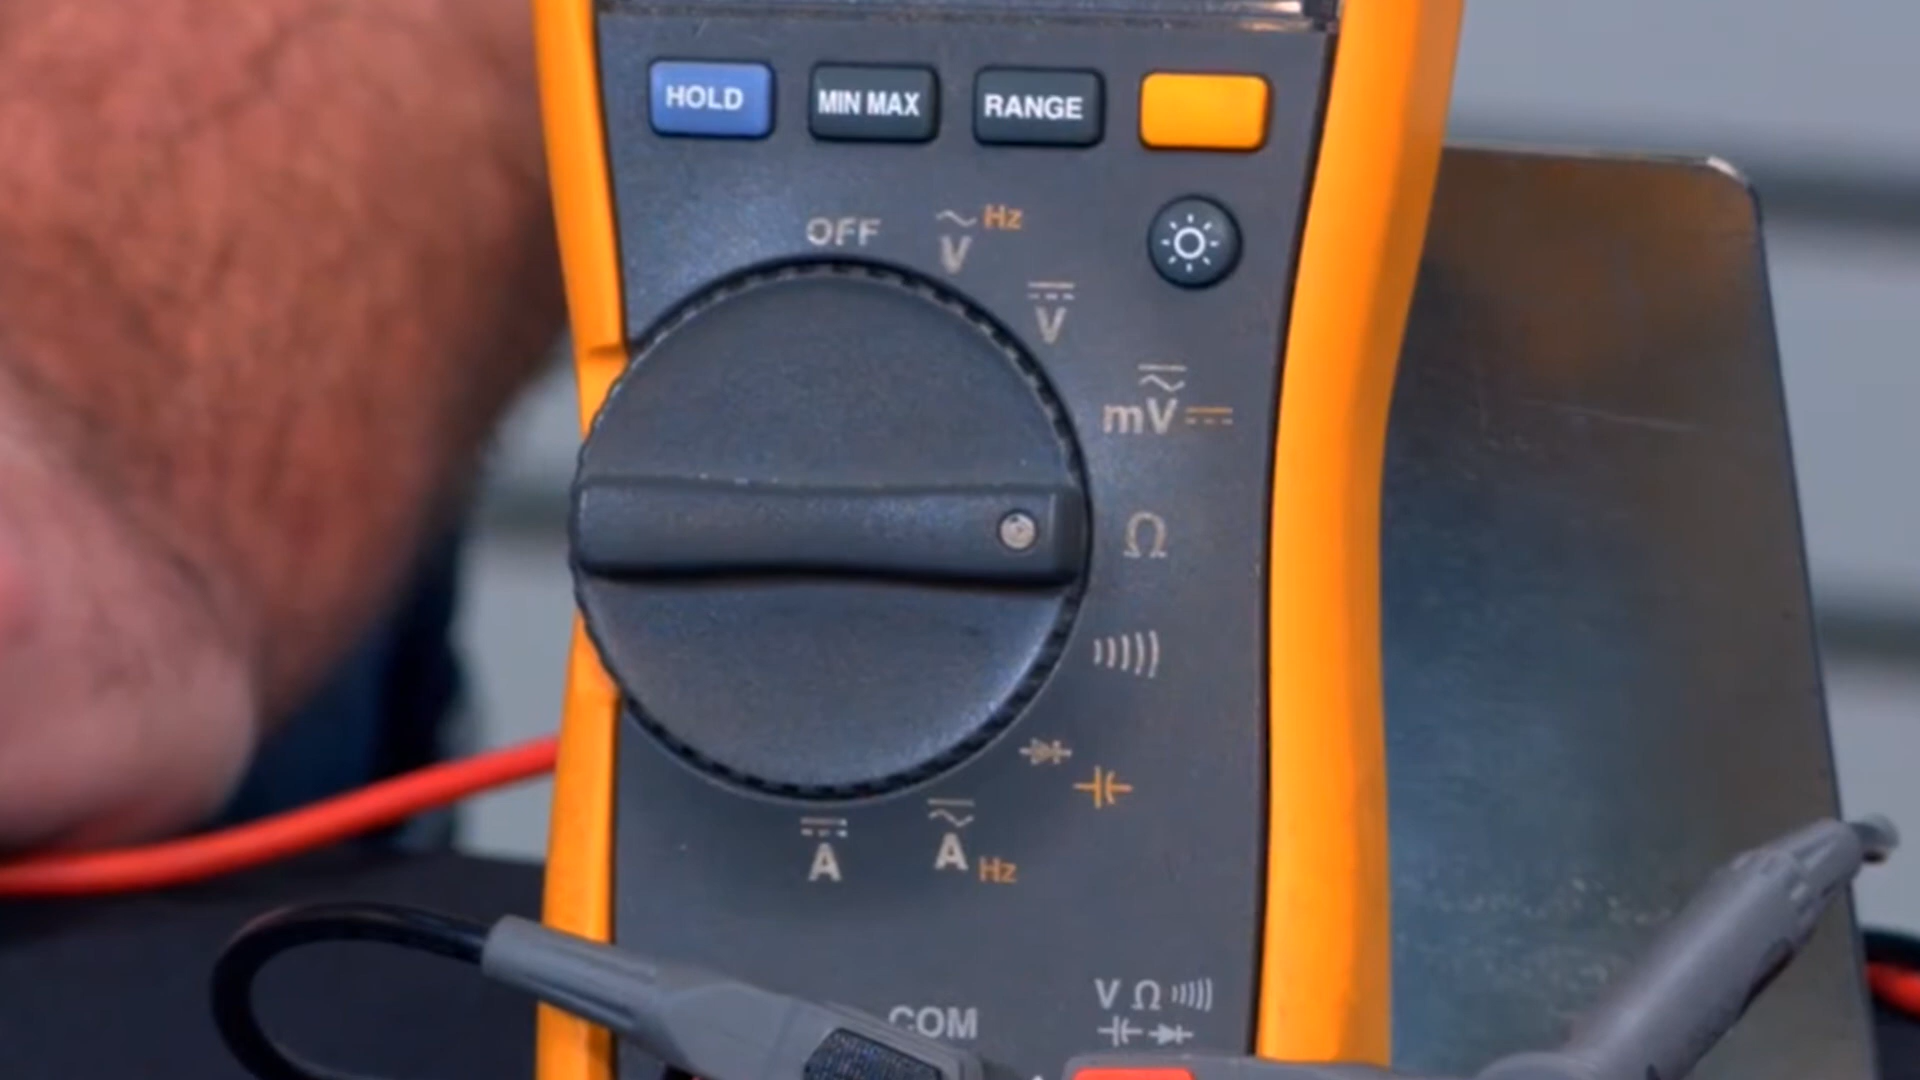 HOLD MIN MAX RANGE
OFF
V Hz
V
mV
Ω
A
A Hz
COM
V Ω